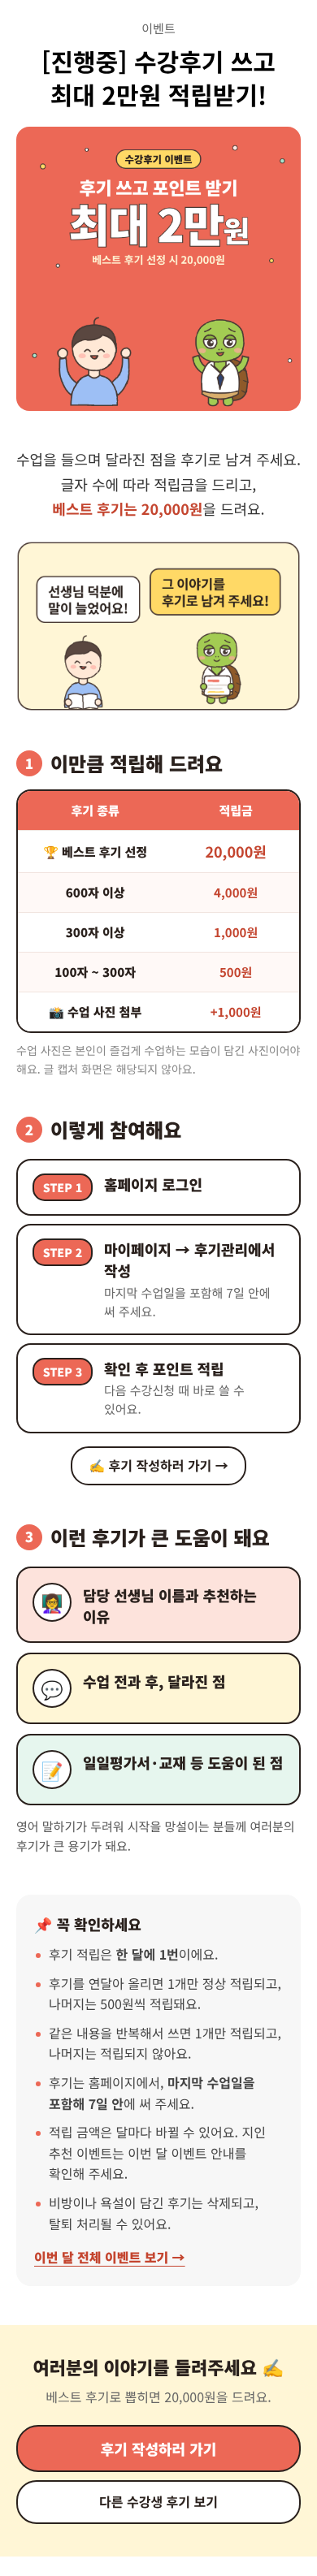 이벤트
[진행중] 수강후기 쓰고
최대 2만원 적립받기!
수강후기 이벤트
후기 쓰고 포인트 받기
최대 2만원
베스트 후기 선정 시 20,000원
수업을 들으며 달라진 점을 후기로 남겨 주세요.
글자 수에 따라 적립금을 드리고,
베스트 후기는 20,000원을 드려요.
선생님 덕분에
말이 늘었어요!
그 이야기를
후기로 남겨 주세요!
1 이만큼 적립해 드려요
후기 종류 적립금
🏆 베스트 후기 선정 20,000원
600자 이상 4,000원
300자 이상 1,000원
100자 ~ 300자 500원
📸 수업 사진 첨부 +1,000원
수업 사진은 본인이 즐겁게 수업하는 모습이 담긴 사진이어야
해요. 글 캡처 화면은 해당되지 않아요.
2 이렇게 참여해요
STEP 1 홈페이지 로그인
STEP 2 마이페이지 → 후기관리에서
작성
마지막 수업일을 포함해 7일 안에
써 주세요.
STEP 3 확인 후 포인트 적립
다음 수강신청 때 바로 쓸 수
있어요.
✍️ 후기 작성하러 가기 →
3 이런 후기가 큰 도움이 돼요
담당 선생님 이름과 추천하는
이유
수업 전과 후, 달라진 점
일일평가서·교재 등 도움이 된 점
영어 말하기가 두려워 시작을 망설이는 분들께 여러분의
후기가 큰 용기가 돼요.
📌 꼭 확인하세요
• 후기 적립은 한 달에 1번이에요.
• 후기를 연달아 올리면 1개만 정상 적립되고,
나머지는 500원씩 적립돼요.
• 같은 내용을 반복해서 쓰면 1개만 적립되고,
나머지는 적립되지 않아요.
• 후기는 홈페이지에서, 마지막 수업일을
포함해 7일 안에 써 주세요.
• 적립 금액은 달마다 바뀔 수 있어요. 지인
추천 이벤트는 이번 달 이벤트 안내를
확인해 주세요.
• 비방이나 욕설이 담긴 후기는 삭제되고,
탈퇴 처리될 수 있어요.
이번 달 전체 이벤트 보기 →
여러분의 이야기를 들려주세요 ✍️
베스트 후기로 뽑히면 20,000원을 드려요.
후기 작성하러 가기
다른 수강생 후기 보기